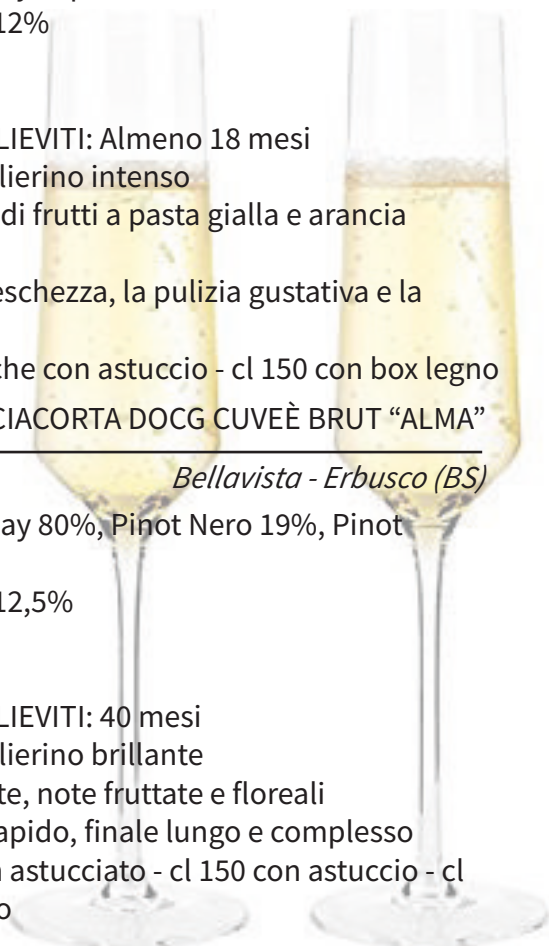 12%
LIEVITI: Almeno 18 mesi
lierino intenso
di frutti a pasta gialla e arancia
eschezza, la pulizia gustativa e la
che con astuccio - cl 150 con box legno
CIACORTA DOCG CUVEÈ BRUT “ALMA”
Bellavista - Erbusco (BS)
ay 80%, Pinot Nero 19%, Pinot
12,5%
LIEVITI: 40 mesi
lierino brillante
te, note fruttate e floreali
apido, finale lungo e complesso
astucciato - cl 150 con astuccio - cl
o